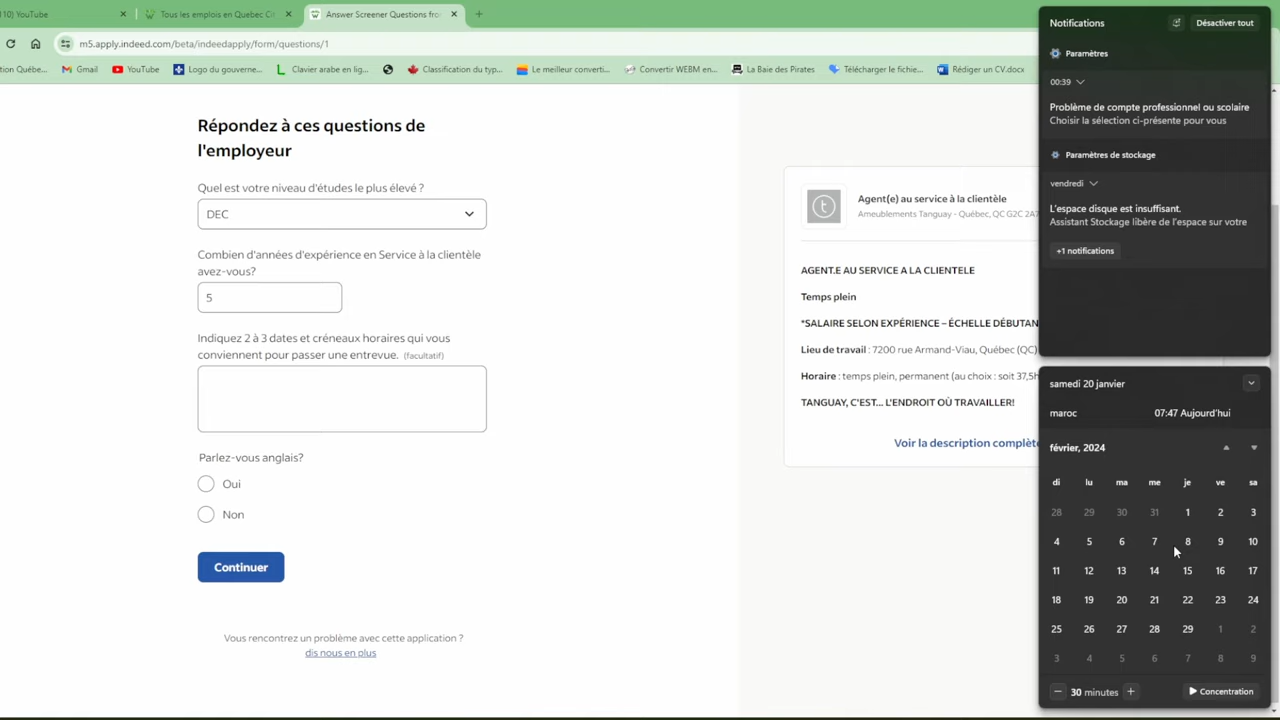 110) YouTube
Tous les emplois en Quebec Ci
Answer Screener Questions fro
m5.apply.indeed.com/beta/indeedapply/form/questions/1
tion Québe...
Gmail
YouTube
Logo du gouverne...
Clavier arabe en lig...
Classification du typ...
Le meilleur converti...
Convertir WEBM en...
La Baie des Pirates
Télécharger le fichie...
Rédiger un CV.docx
Répondez à ces questions de
l'employeur
Quel est votre niveau d'études le plus élevé ?
DEC
Combien d'années d'expérience en Service à la clientèle
avez-vous?
5
Indiquez 2 à 3 dates et créneaux horaires qui vous
conviennent pour passer une entrevue. (facultatif)
Parlez-vous anglais?
Oui
Non
Continuer
Vous rencontrez un problème avec cette application ?
dis nous en plus
Agent(e) au service à la clientèle
Ameublements Tanguay - Québec, QC G2C 2A7
AGENT.E AU SERVICE A LA CLIENTELE
Temps plein
*SALAIRE SELON EXPÉRIENCE – ÉCHELLE DÉBUTAN
Lieu de travail : 7200 rue Armand-Viau, Québec (QC)
Horaire : temps plein, permanent (au choix : soit 37,5h
TANGUAY, C'EST... L'ENDROIT OÙ TRAVAILLER!
Voir la description complète
Notifications
Désactiver tout
Paramètres
00:39
Problème de compte professionnel ou scolaire
Choisir la sélection ci-présente pour vous
Paramètres de stockage
vendredi
L'espace disque est insuffisant.
Assistant Stockage libère de l'espace sur votre
+1 notifications
samedi 20 janvier
maroc 07:47 Aujourd'hui
février, 2024
di lu ma me je ve sa
28 29 30 31 1 2 3
4 5 6 7 8 9 10
11 12 13 14 15 16 17
18 19 20 21 22 23 24
25 26 27 28 29 1 2
3 4 5 6 7 8 9
30 minutes
Concentration